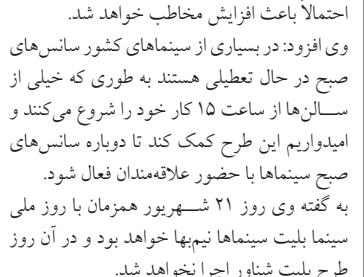 احتمالاً باعث افزایش مخاطب خواهد شد.
وی افزود: در بسیاری از سینماهای کشور سانس‌های
صبح در حال تعطیلی هستند به طوری که خیلی از
ســالن‌ها از ساعت ۱۵ کار خود را شروع می‌کنند و
امیدواریم این طرح کمک کند تا دوباره سانس‌های
صبح سینماها با حضور علاقه‌مندان فعال شود.
به گفته وی روز ۲۱ شــهریور همزمان با روز ملی
سینما بلیت سینماها نیم‌بها خواهد بود و در آن روز
طرح بلیت شناور اجرا نخواهد شد.